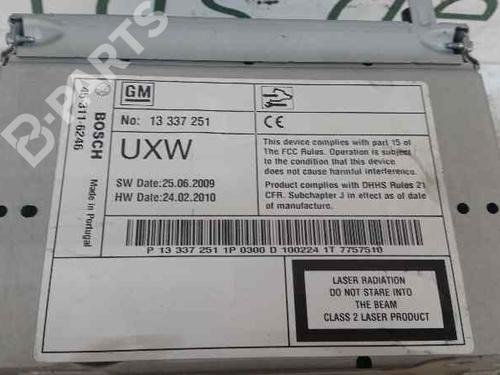 GM
No: 13 337 251
UXW
SW Date:25.06.2009
HW Date:24.02.2010
CE
This device complies with part 15 of
The FCC Rules. Operation is subject
to the condition that this device
does not cause harmful interference.
Product complies with DHHS Rules 21
CFR. Subchapter J in effect as of date
of manufacture.
BOSCH
Made in Portugal
P 13 337 251 1P 0300 D 100224 1T 7757510
LASER RADIATION
DO NOT STARE INTO
THE BEAM
CLASS 2 LASER PRODUCT
B-PARTS